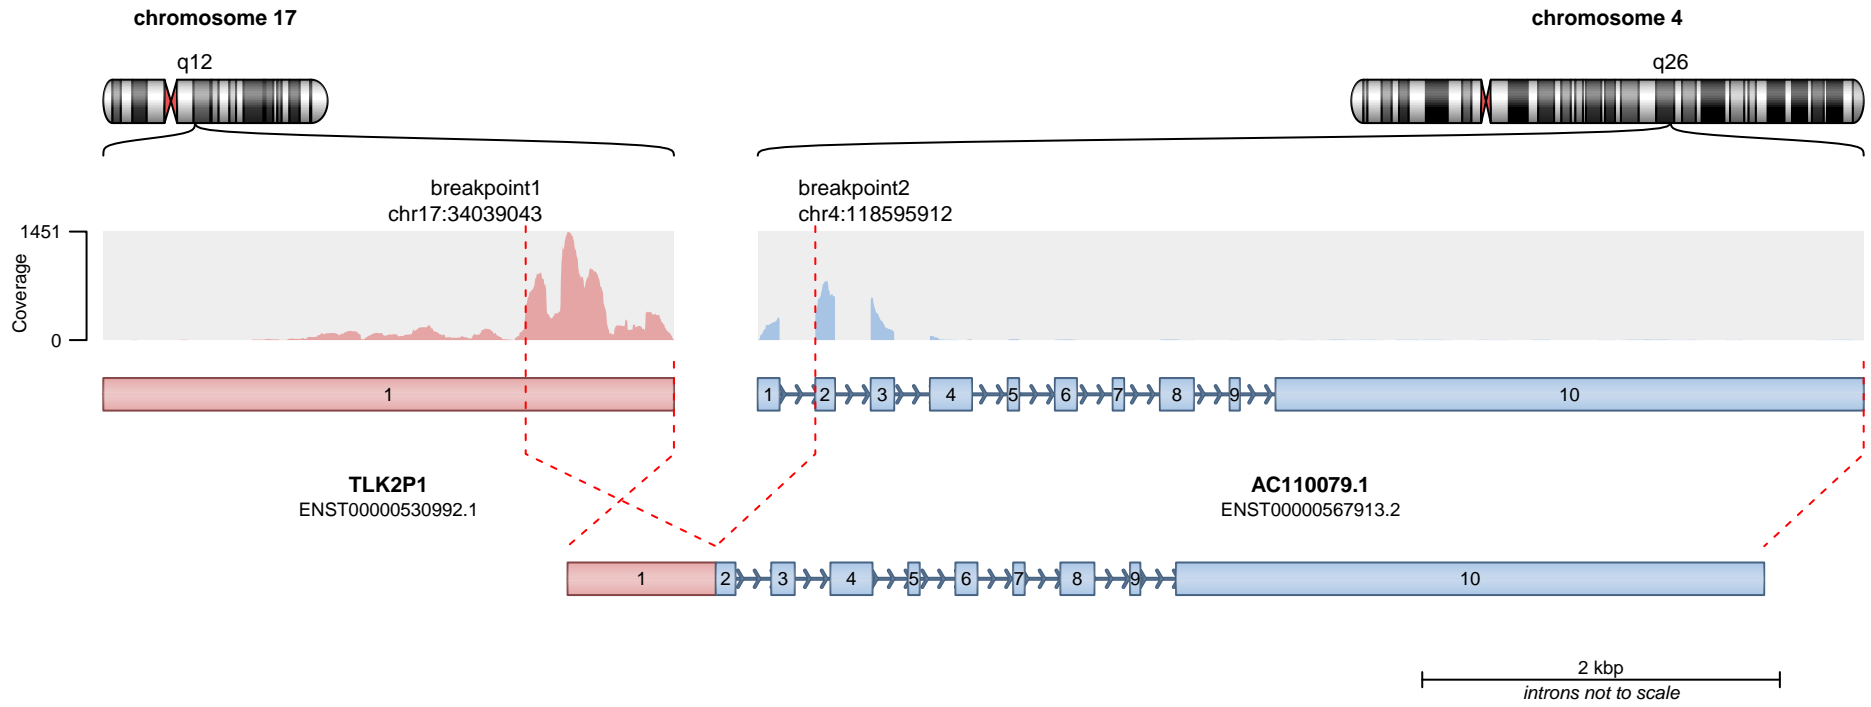 chromosome 17
chromosome 4
q12
q26
breakpoint1
chr17:34039043
breakpoint2
chr4:118595912
1451
Coverage
0
1
1 2 3 4 5 6 7 8 9 10
TLK2P1
ENST00000530992.1
AC110079.1
ENST00000567913.2
1 2 3 4 5 6 7 8 9 10
2 kbp
introns not to scale